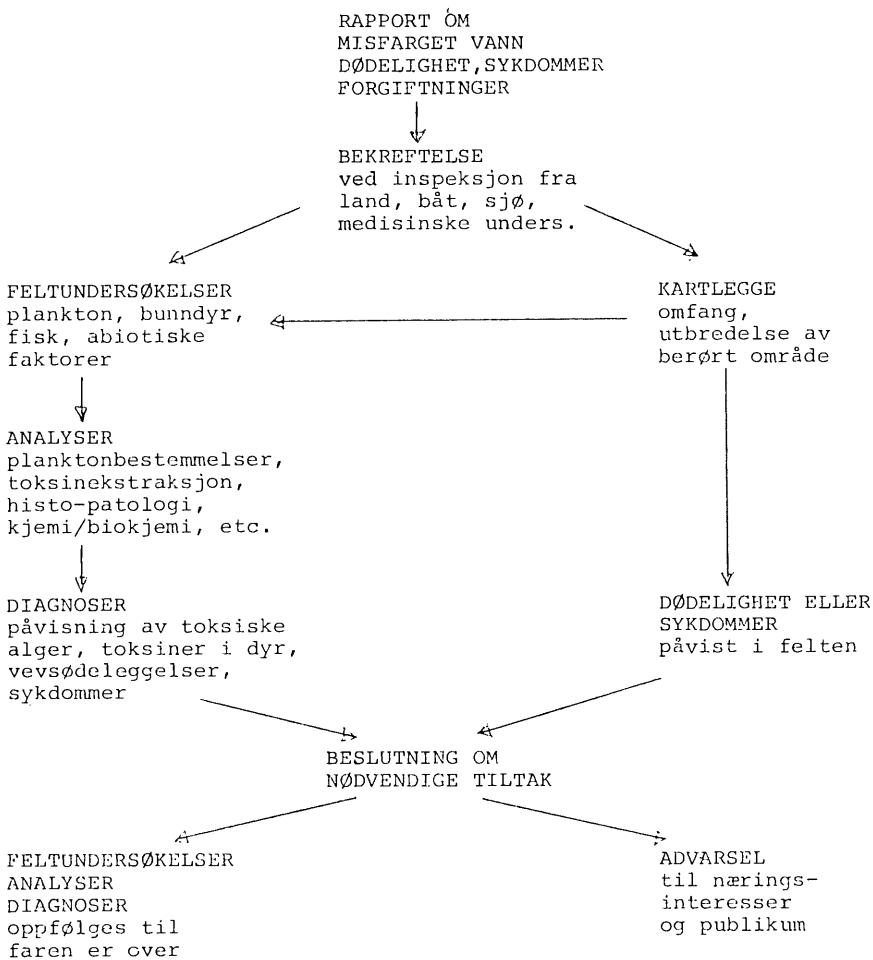 RAPPORT OM
MISFARGET VANN
DØDELIGHET, SYKDOMMER
FORGIFTNINGER
BEKREFTELSE
ved inspeksjon fra
land, båt, sjø,
medisinske unders.
FELTUNDERSØKELSER
plankton, bunndyr,
fisk, abiotiske
faktorer
KARTLEGGE
omfang,
utbredelse av
berørt område
ANALYSER
planktonbestemmelser,
toksinekstraksjon,
histo-patologi,
kjemi/biokjemi, etc.
DIAGNOSER
påvisning av toksiske
alger, toksiner i dyr,
vevsødeleggelser,
sykdommer
DØDELIGHET ELLER
SYKDOMMER
påvist i felten
BESLUTNING OM
NØDVENDIGE TILTAK
FELTUNDERSØKELSER
ANALYSER
DIAGNOSER
oppfølges til
faren er over
ADVARSEL
til nærings-
interesser
og publikum